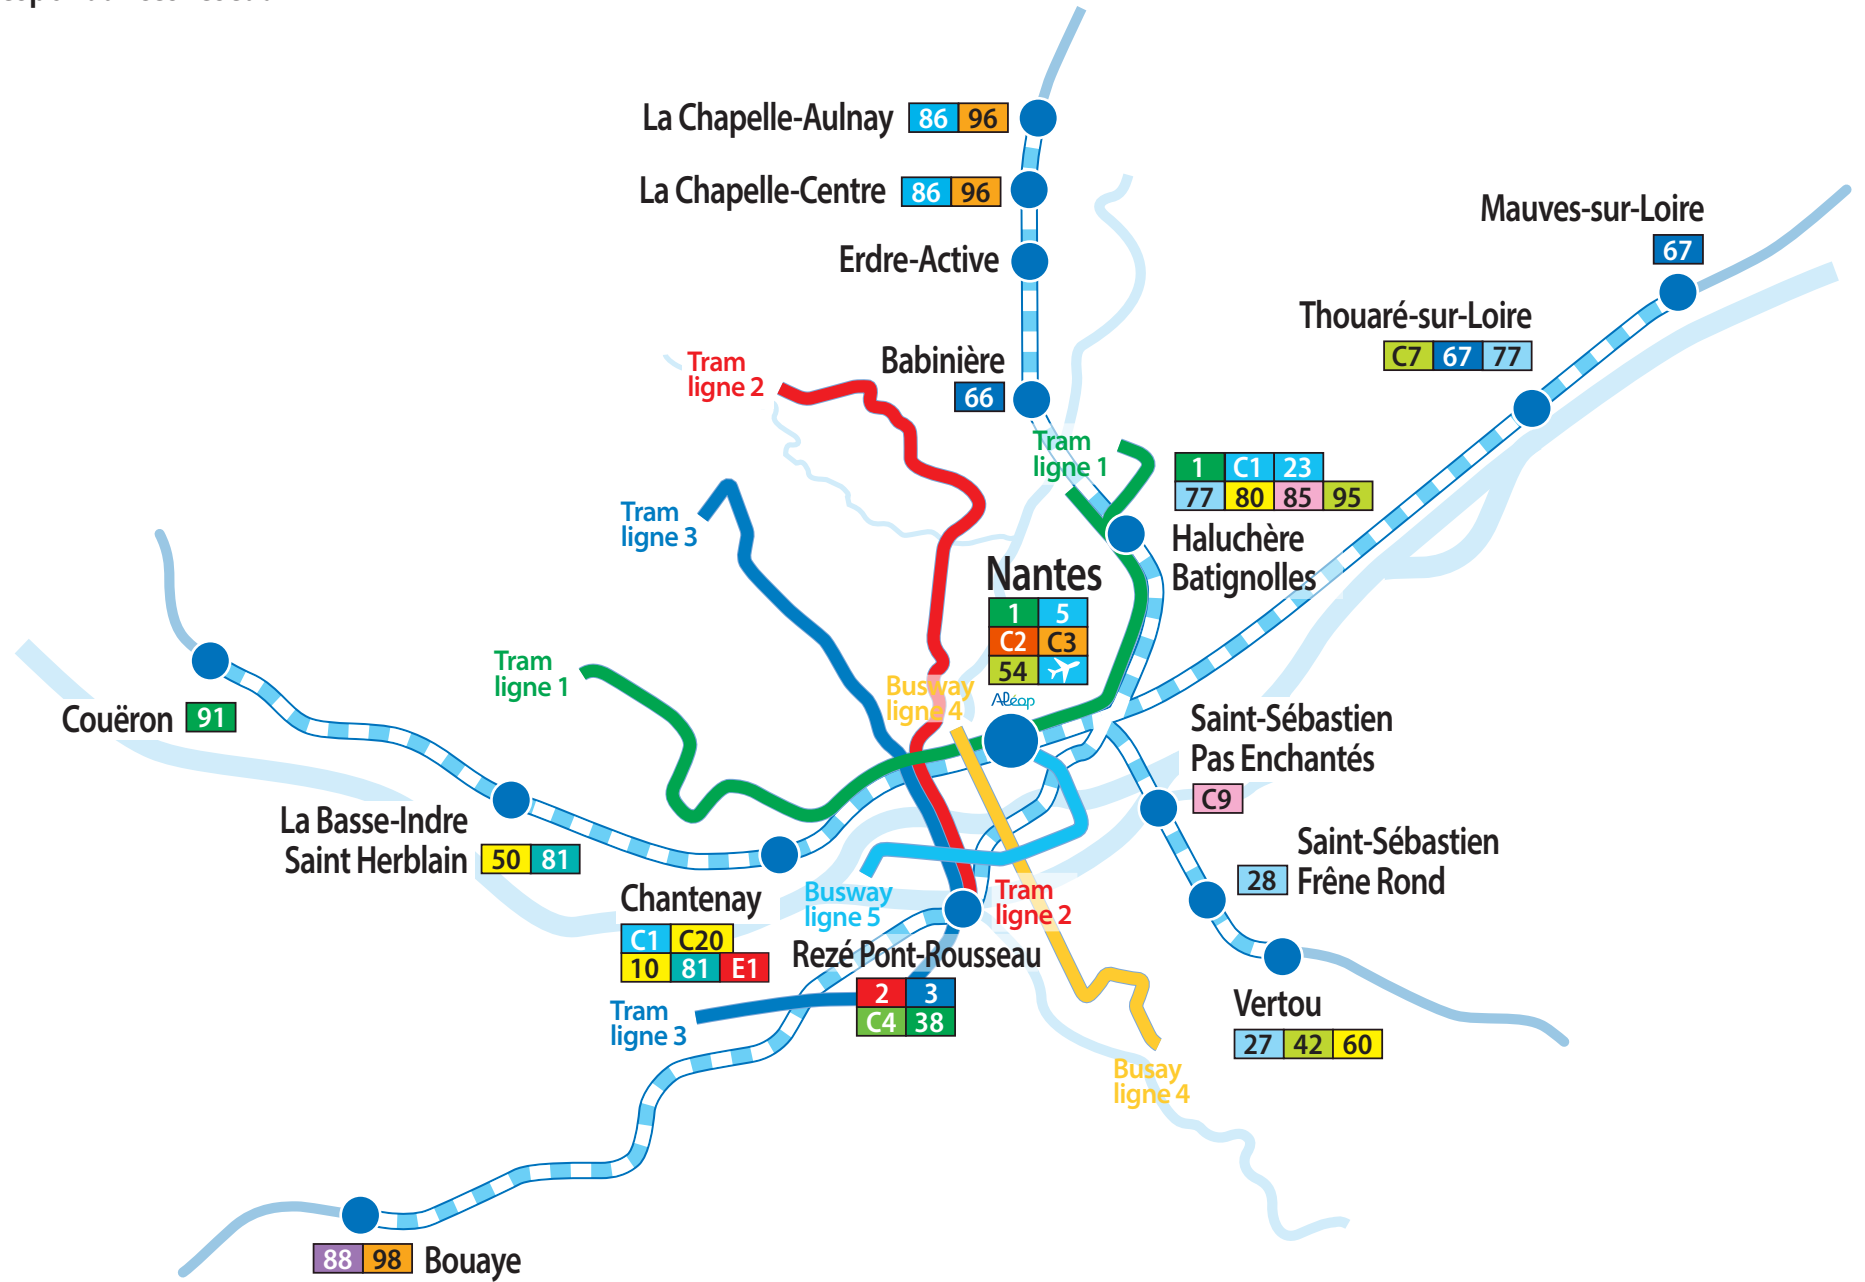 La Chapelle-Aulnay 86 96
La Chapelle-Centre 86 96
Erdre-Active
Mauves-sur-Loire
67
Thouaré-sur-Loire
C7 67 77
Babinière
66
Tram
ligne 2
Tram
ligne 1
1 C1 23
77 80 85 95
Haluchère
Batignolles
Tram
ligne 3
Nantes
1 5
C2 C3
54
Aléop
Tram
ligne 1
Busway
ligne 4
Couëron 91
Saint-Sébastien
Pas Enchantés
C9
La Basse-Indre
Saint Herblain 50 81
Saint-Sébastien
28 Frêne Rond
Chantenay
C1 C20
10 81 E1
Busway
ligne 5
Tram
ligne 2
Rezé Pont-Rousseau
2 3
C4 38
Tram
ligne 3
Vertou
27 42 60
Busay
ligne 4
88 98 Bouaye